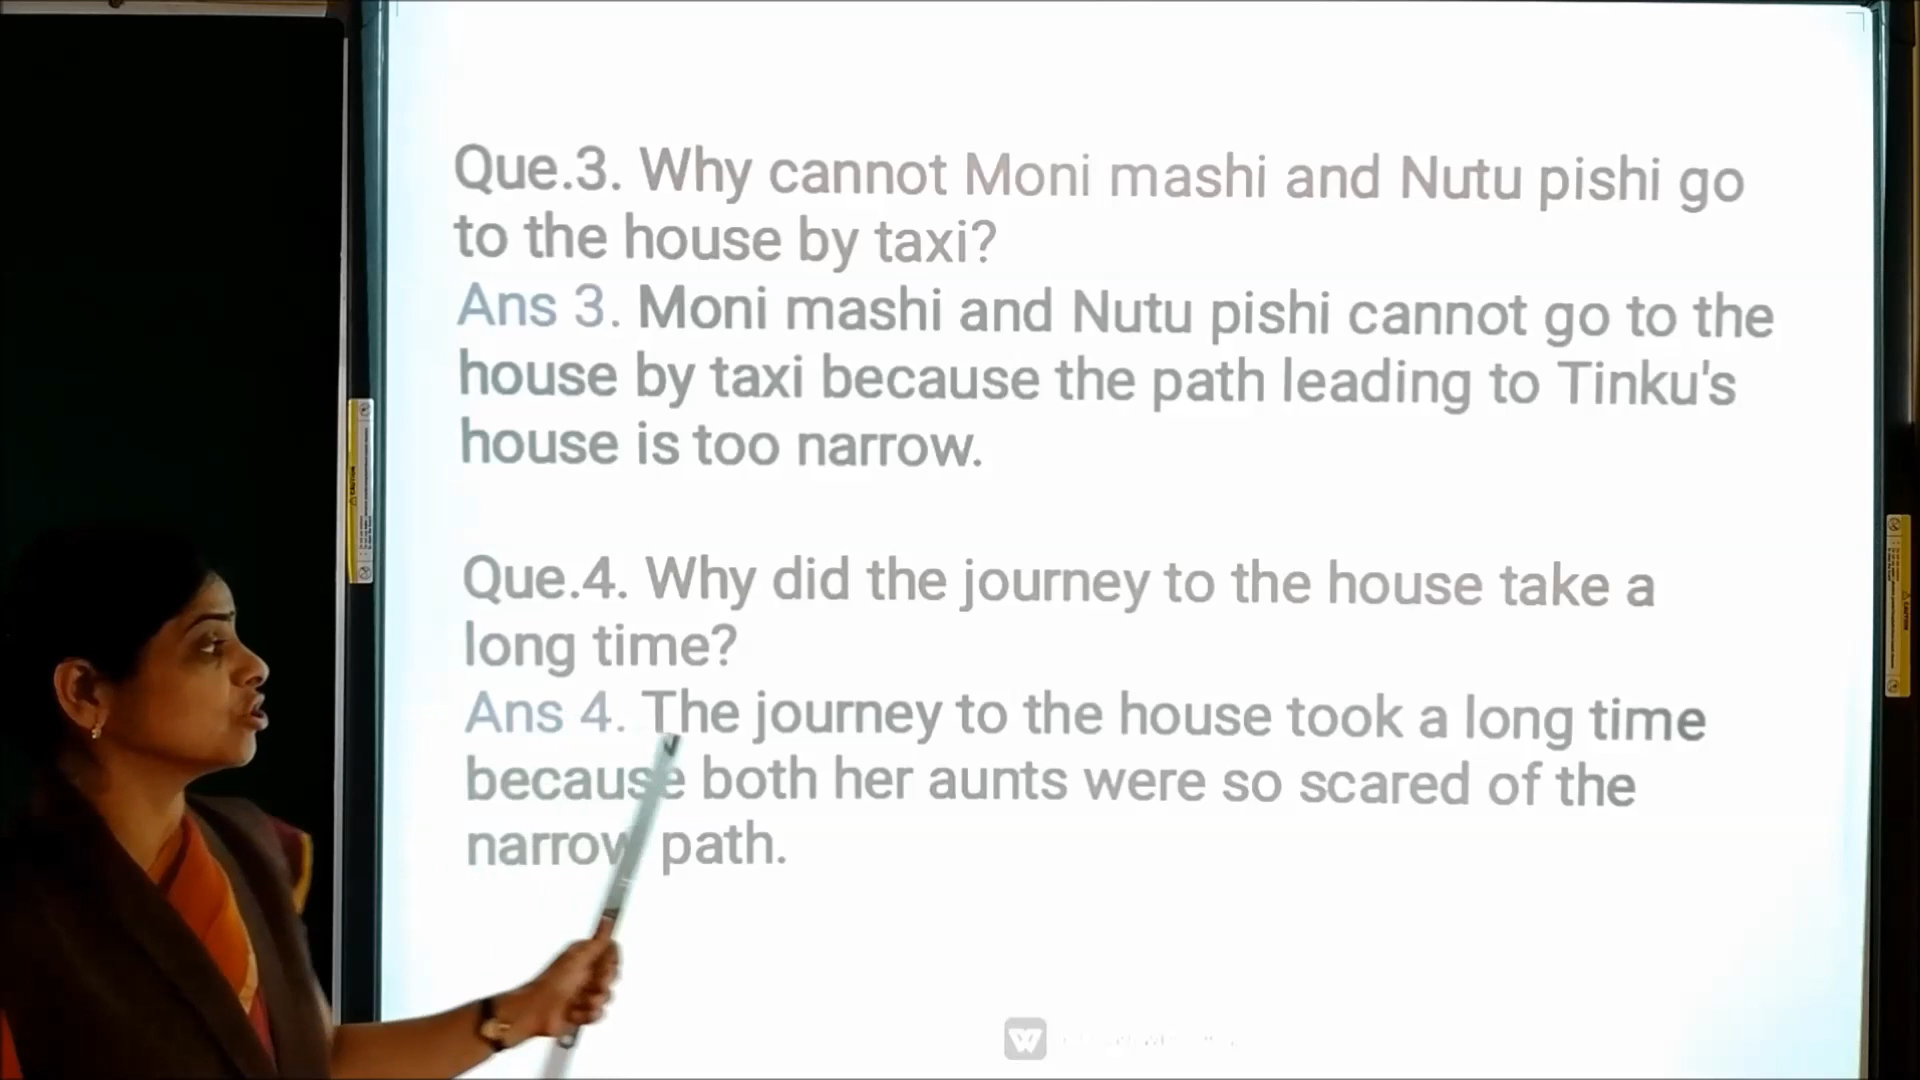 Que.3. Why cannot Moni mashi and Nutu pishi go
to the house by taxi?
Ans 3. Moni mashi and Nutu pishi cannot go to the
house by taxi because the path leading to Tinku's
house is too narrow.
Que.4. Why did the journey to the house take a
long time?
Ans 4. The journey to the house took a long time
because both her aunts were so scared of the
narrow path.